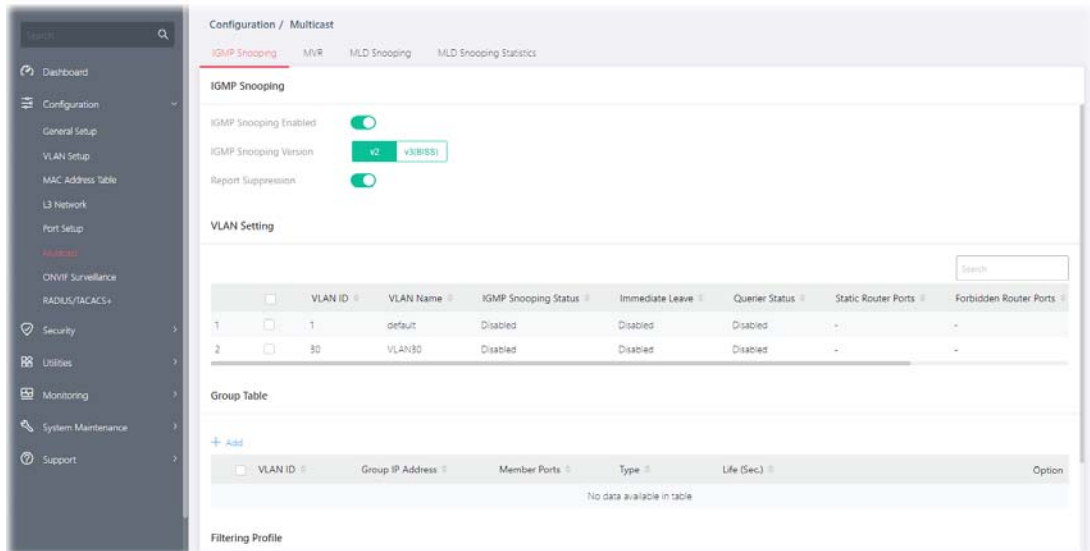 Search
Dashboard
Configuration
General Setup
VLAN Setup
MAC Address Table
L3 Network
Port Setup
Multicast
ONVIF Surveillance
RADIUS/TACACS+
Security
Utilities
Monitoring
System Maintenance
Support
Configuration / Multicast
IGMP Snooping MVR MLD Snooping MLD Snooping Statistics
IGMP Snooping
IGMP Snooping Enabled
IGMP Snooping Version v2 v3(BISS)
Report Suppression
VLAN Setting
Search
VLAN ID VLAN Name IGMP Snooping Status Immediate Leave Querier Status Static Router Ports Forbidden Router Ports
1 1 default Disabled Disabled Disabled - -
2 30 VLAN30 Disabled Disabled Disabled - -
Group Table
+ Add
VLAN ID Group IP Address Member Ports Type Life (Sec.) Option
No data available in table
Filtering Profile